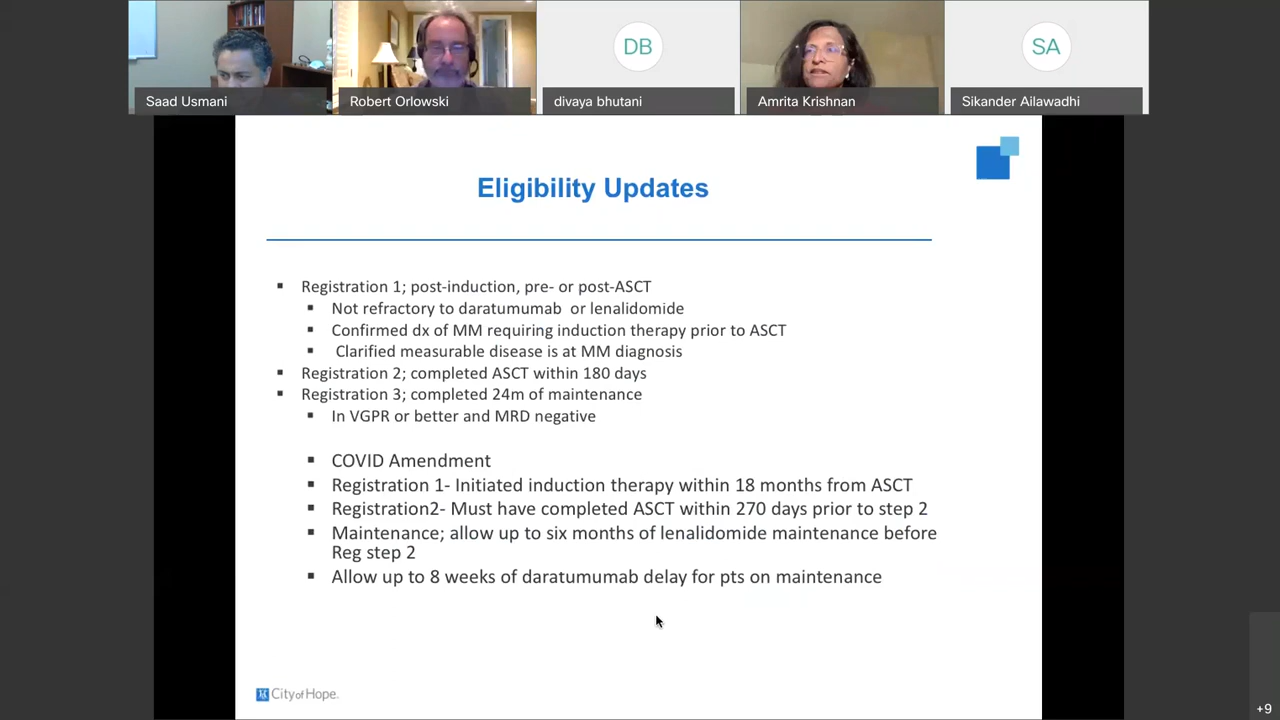 DB
SA
Saad Usmani
Robert Orlowski
divaya bhutani
Amrita Krishnan
Sikander Ailawadhi
Eligibility Updates
Registration 1; post-induction, pre- or post-ASCT
Not refractory to daratumumab or lenalidomide
Confirmed dx of MM requiring induction therapy prior to ASCT
Clarified measurable disease is at MM diagnosis
Registration 2; completed ASCT within 180 days
Registration 3; completed 24m of maintenance
In VGPR or better and MRD negative
COVID Amendment
Registration 1- Initiated induction therapy within 18 months from ASCT
Registration2- Must have completed ASCT within 270 days prior to step 2
Maintenance; allow up to six months of lenalidomide maintenance before
Reg step 2
Allow up to 8 weeks of daratumumab delay for pts on maintenance
City of Hope.
+9